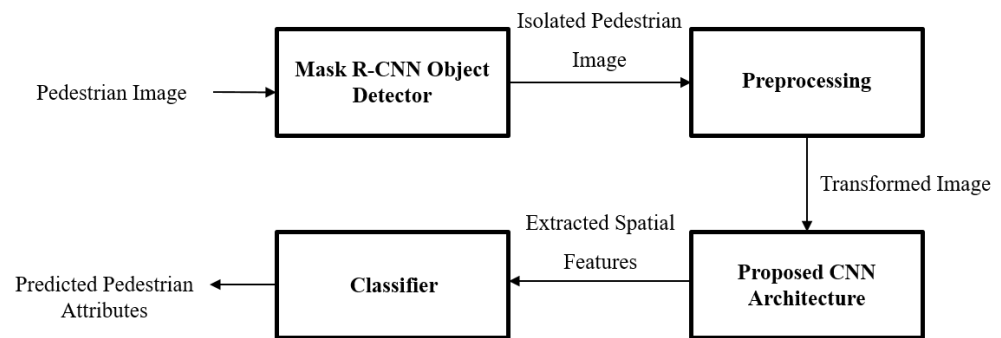 Pedestrian Image
Mask R-CNN Object
Detector
Isolated Pedestrian
Image
Preprocessing
Transformed Image
Proposed CNN
Architecture
Extracted Spatial
Features
Classifier
Predicted Pedestrian
Attributes